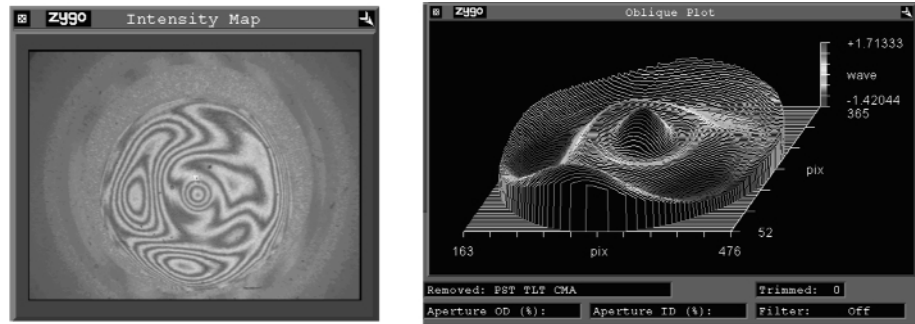 zygo Intensity Map
zygo Oblique Plot
+1.71333
wave
-1.42044
365
pix
52
163 pix 476
Removed: PST TLT CMA Trimmed: 0
Aperture OD (%): Aperture ID (%): Filter: Off